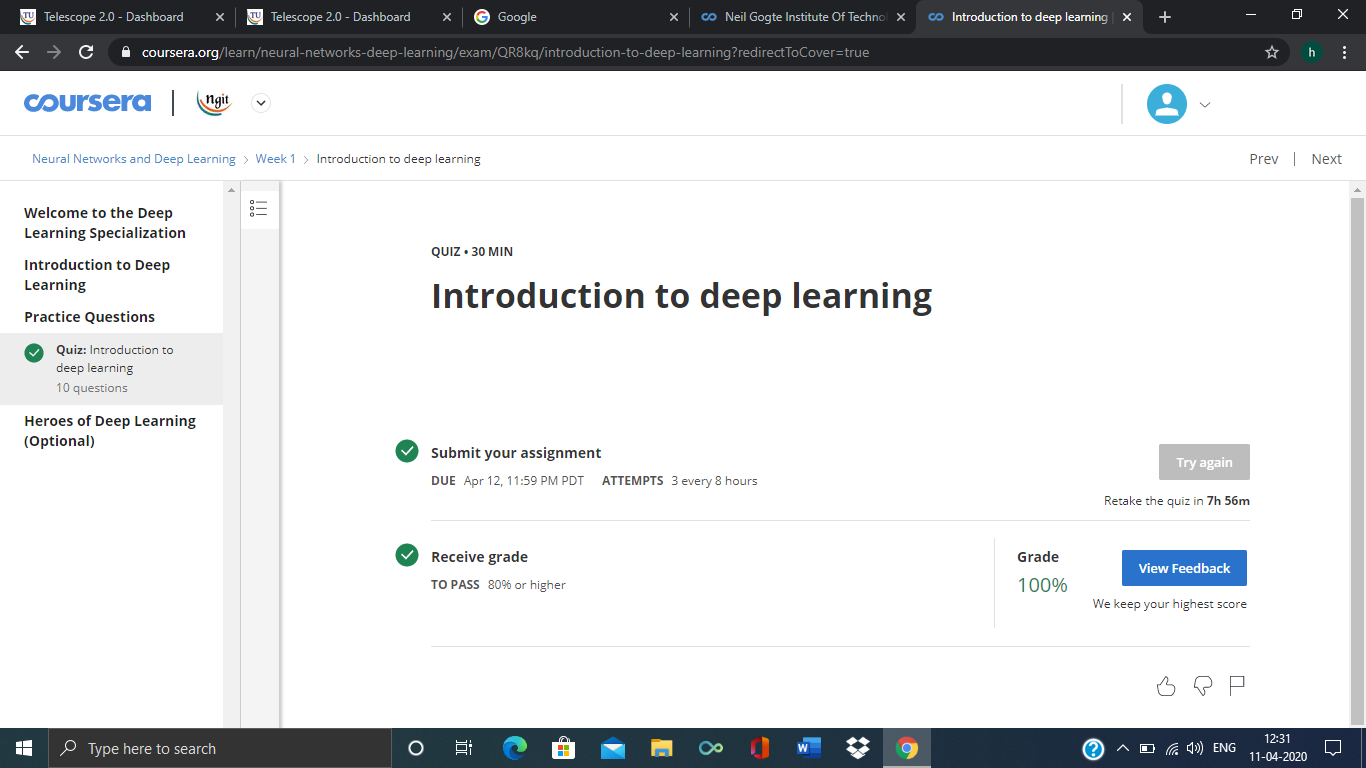 Telescope 2.0 - Dashboard
Telescope 2.0 - Dashboard
Google
Neil Gogte Institute Of Techno
Introduction to deep learning
coursera.org/learn/neural-networks-deep-learning/exam/QR8kq/introduction-to-deep-learning?redirectToCover=true
h
coursera
ngit
Neural Networks and Deep Learning > Week 1 > Introduction to deep learning
Prev | Next
Welcome to the Deep
Learning Specialization
Introduction to Deep
Learning
Practice Questions
Quiz: Introduction to
deep learning
10 questions
Heroes of Deep Learning
(Optional)
QUIZ • 30 MIN
Introduction to deep learning
Submit your assignment
DUE Apr 12, 11:59 PM PDT ATTEMPTS 3 every 8 hours
Try again
Retake the quiz in 7h 56m
Receive grade
TO PASS 80% or higher
Grade
100%
View Feedback
We keep your highest score
Type here to search
ENG
12:31
11-04-2020